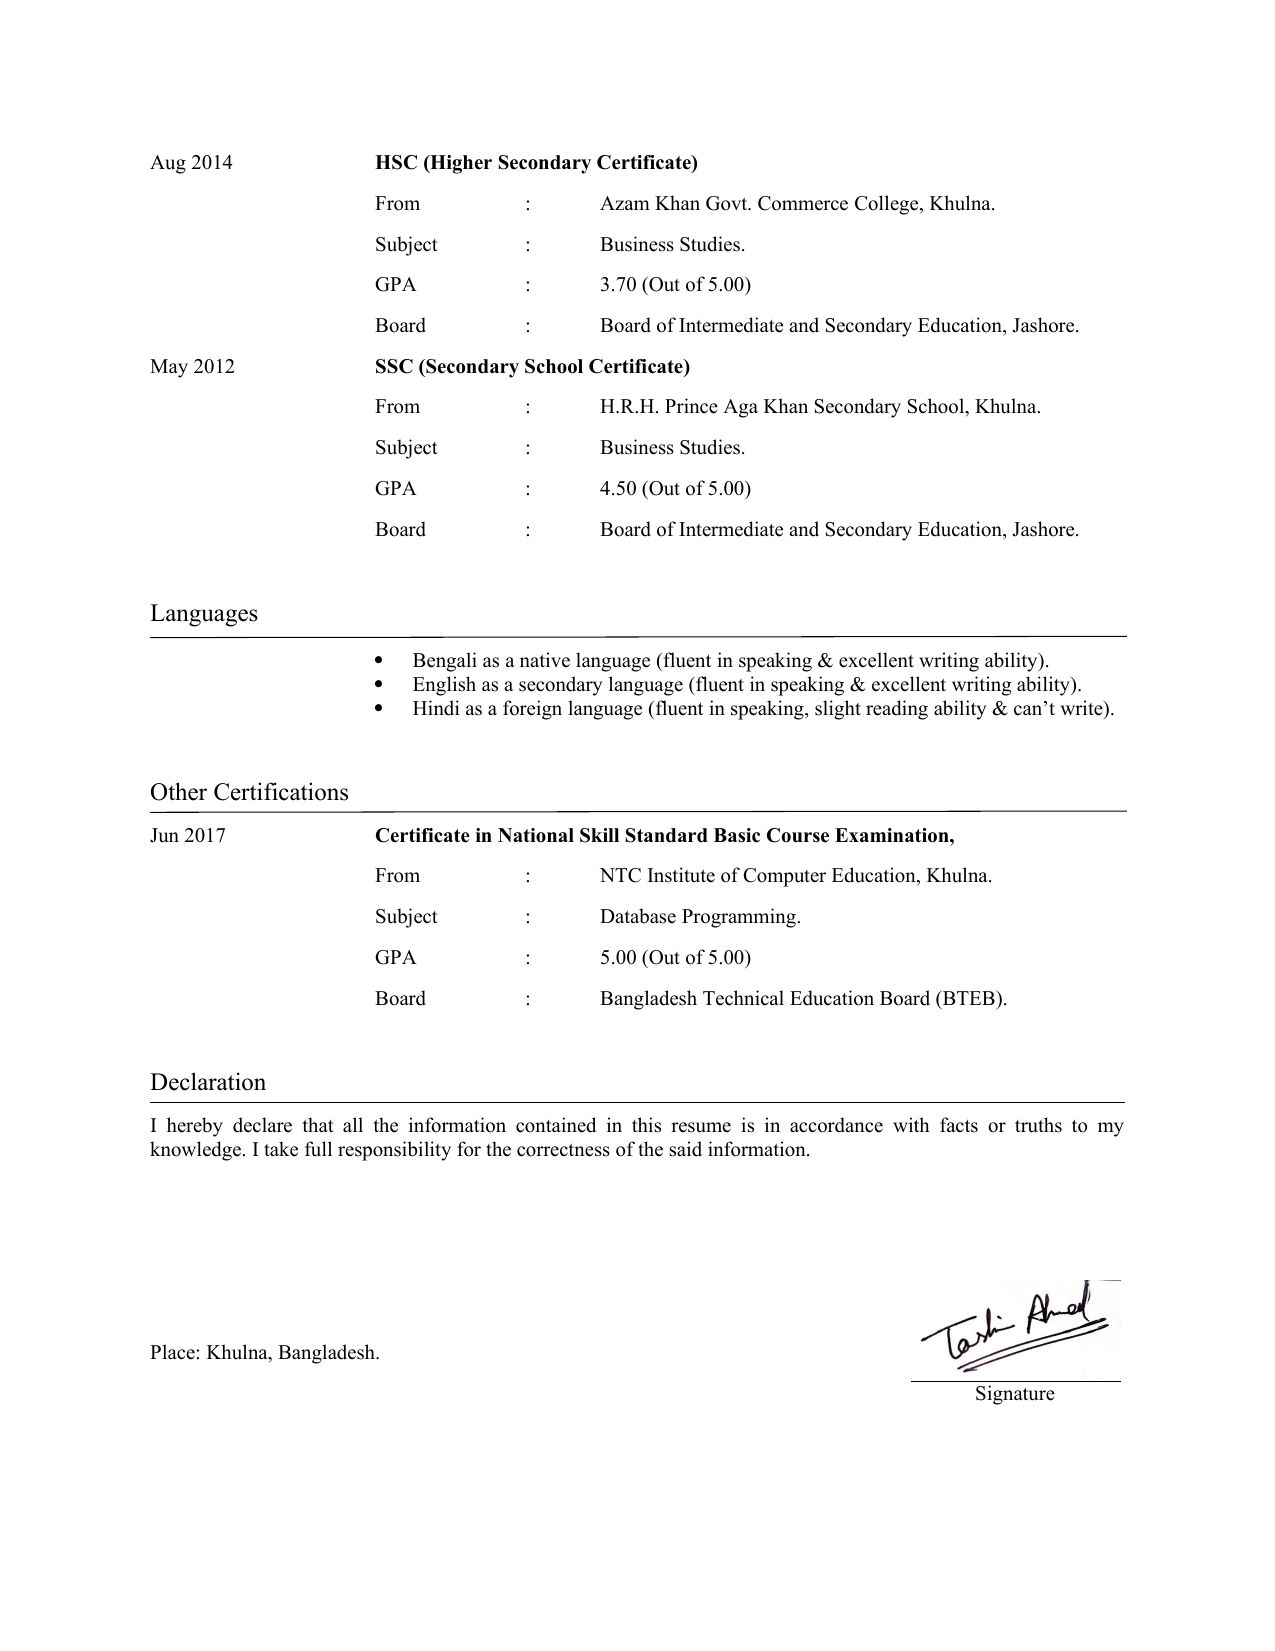 Aug 2014 HSC (Higher Secondary Certificate)
From : Azam Khan Govt. Commerce College, Khulna.
Subject : Business Studies.
GPA : 3.70 (Out of 5.00)
Board : Board of Intermediate and Secondary Education, Jashore.
May 2012 SSC (Secondary School Certificate)
From : H.R.H. Prince Aga Khan Secondary School, Khulna.
Subject : Business Studies.
GPA : 4.50 (Out of 5.00)
Board : Board of Intermediate and Secondary Education, Jashore.
Languages
• Bengali as a native language (fluent in speaking & excellent writing ability).
• English as a secondary language (fluent in speaking & excellent writing ability).
• Hindi as a foreign language (fluent in speaking, slight reading ability & can’t write).
Other Certifications
Jun 2017 Certificate in National Skill Standard Basic Course Examination,
From : NTC Institute of Computer Education, Khulna.
Subject : Database Programming.
GPA : 5.00 (Out of 5.00)
Board : Bangladesh Technical Education Board (BTEB).
Declaration
I hereby declare that all the information contained in this resume is in accordance with facts or truths to my
knowledge. I take full responsibility for the correctness of the said information.
Ahmed
Place: Khulna, Bangladesh.
Signature